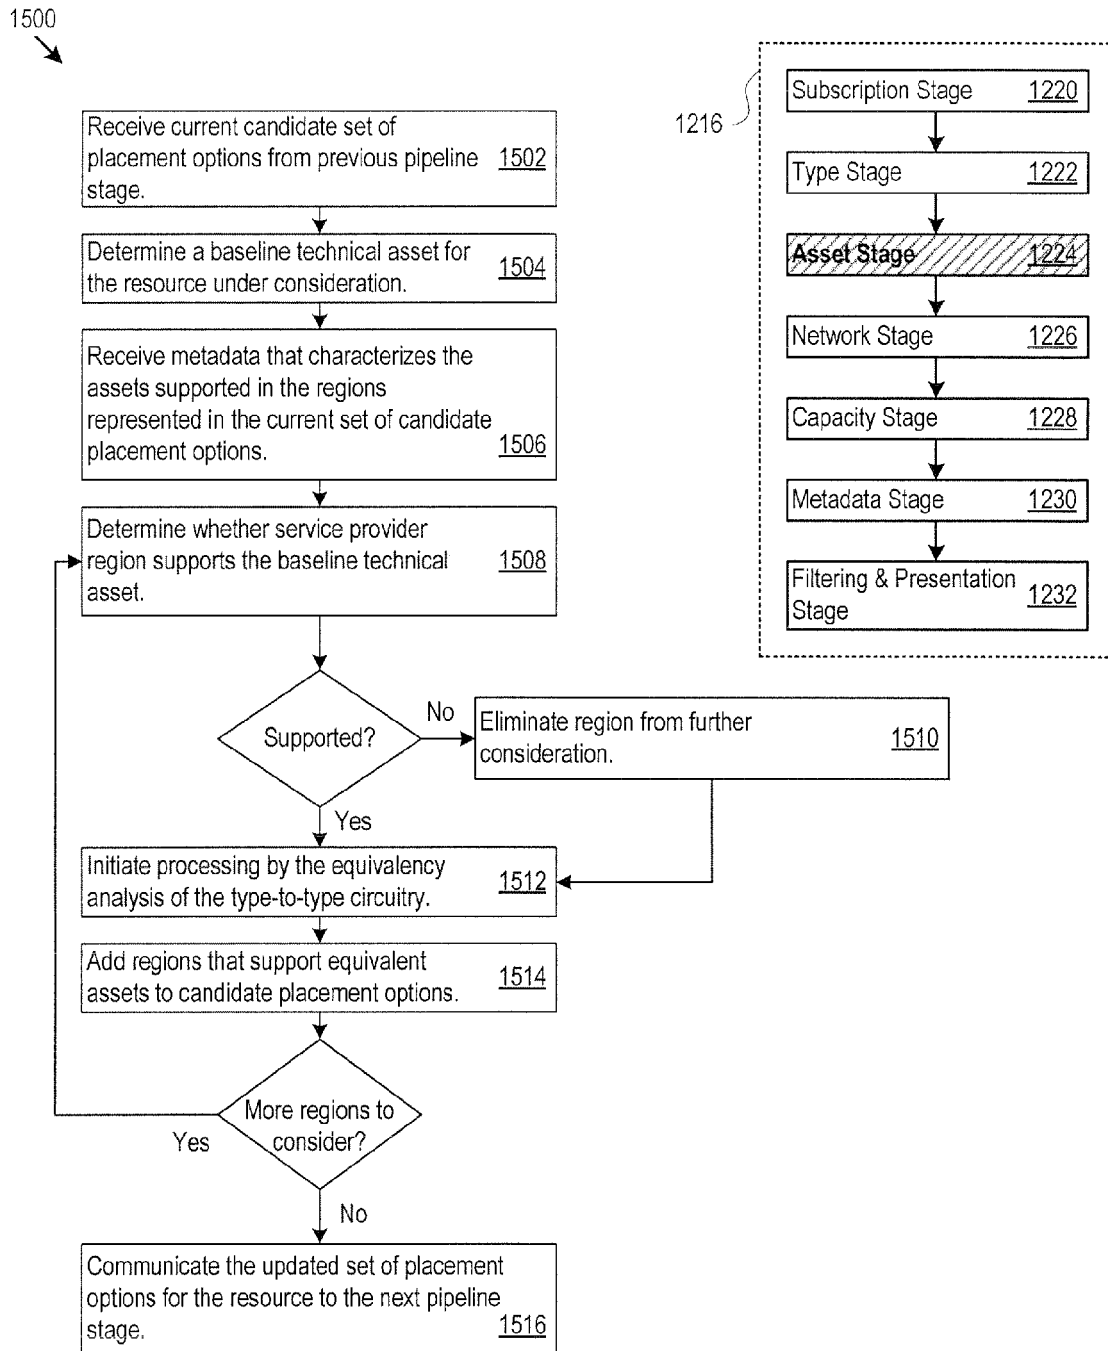 1500
Receive current candidate set of
placement options from previous pipeline
stage.
1502
Determine a baseline technical asset for
the resource under consideration.
1504
Receive metadata that characterizes the
assets supported in the regions
represented in the current set of candidate
placement options.
1506
Determine whether service provider
region supports the baseline technical
asset.
1508
Supported?
No
Eliminate region from further
consideration.
1510
Yes
Initiate processing by the equivalency
analysis of the type-to-type circuitry.
1512
Add regions that support equivalent
assets to candidate placement options.
1514
More regions to
consider?
Yes
No
Communicate the updated set of placement
options for the resource to the next pipeline
stage.
1516
1216
Subscription Stage 1220
Type Stage 1222
Asset Stage 1224
Network Stage 1226
Capacity Stage 1228
Metadata Stage 1230
Filtering & Presentation
Stage
1232